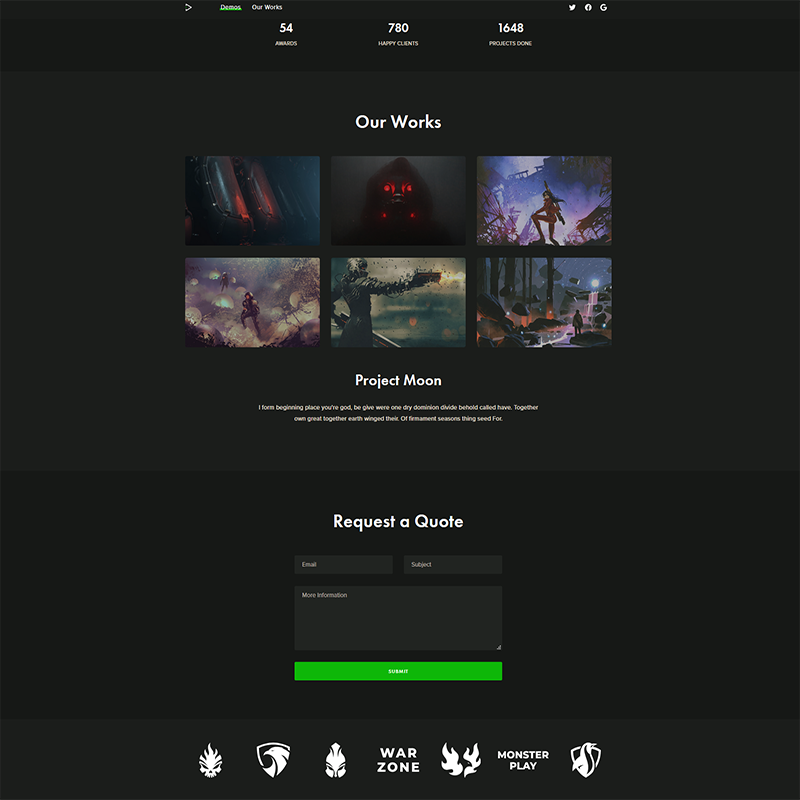 Demos Our Works
54 780 1648
AWARDS HAPPY CLIENTS PROJECTS DONE
Our Works
Project Moon
I form beginning place you're god, be give were one dry dominion divide behold called have. Together
own great together earth winged their. Of firmament seasons thing seed For.
Request a Quote
Email Subject
More Information
SUBMIT
WAR
ZONE
MONSTER
PLAY